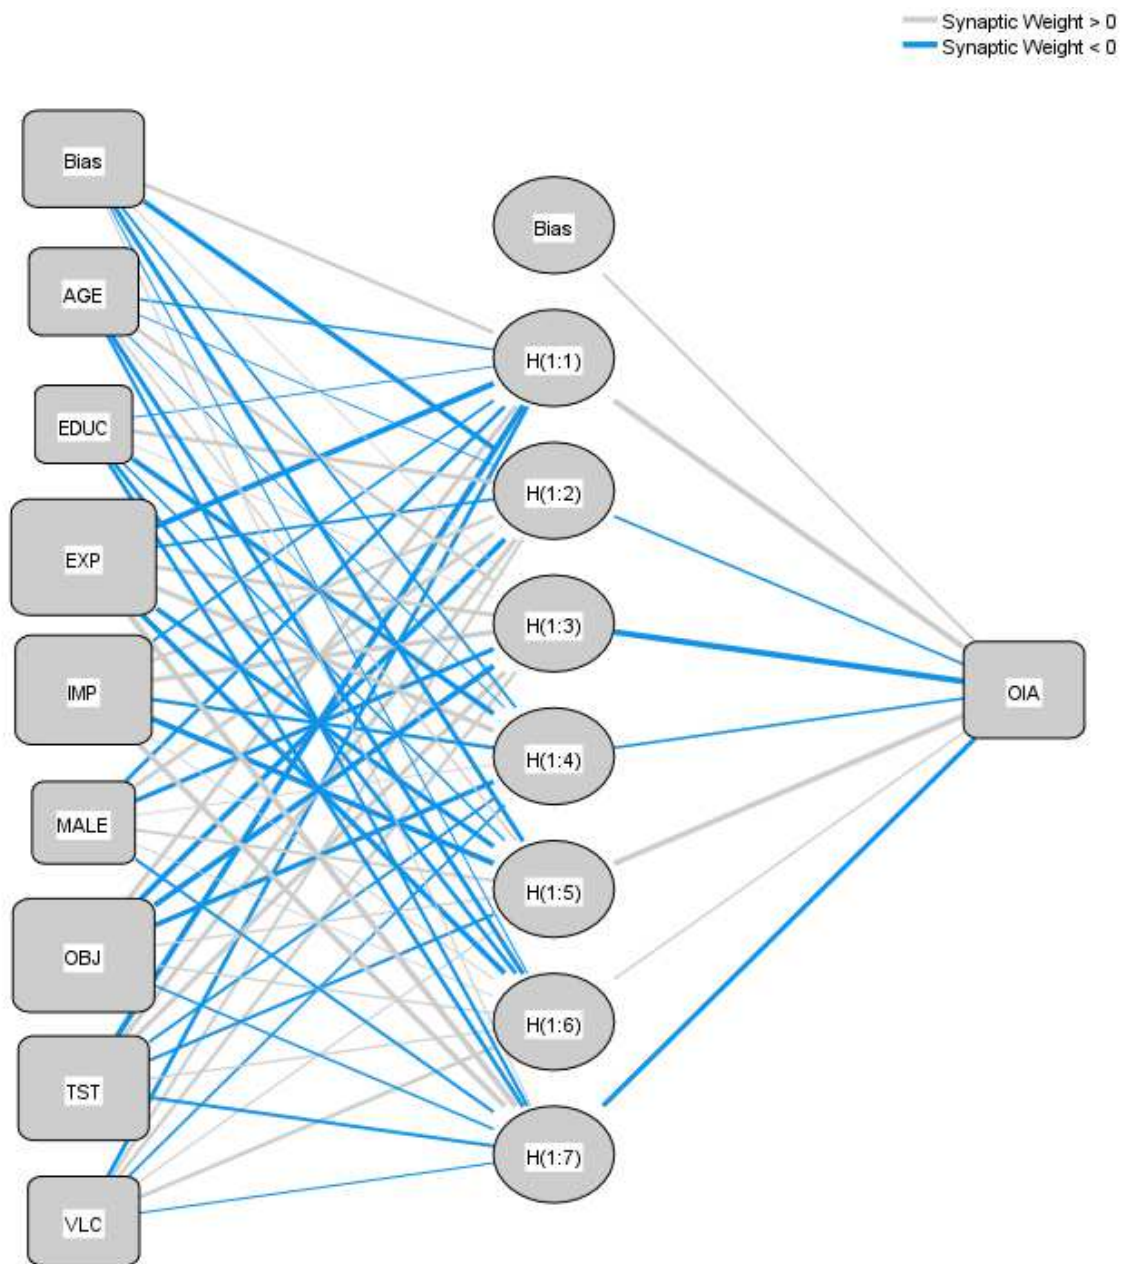 Synaptic Weight > 0
Synaptic Weight < 0
Bias
AGE
EDUC
EXP
IMP
MALE
OBJ
TST
VLC
Bias
H(1:1)
H(1:2)
H(1:3)
H(1:4)
H(1:5)
H(1:6)
H(1:7)
OIA